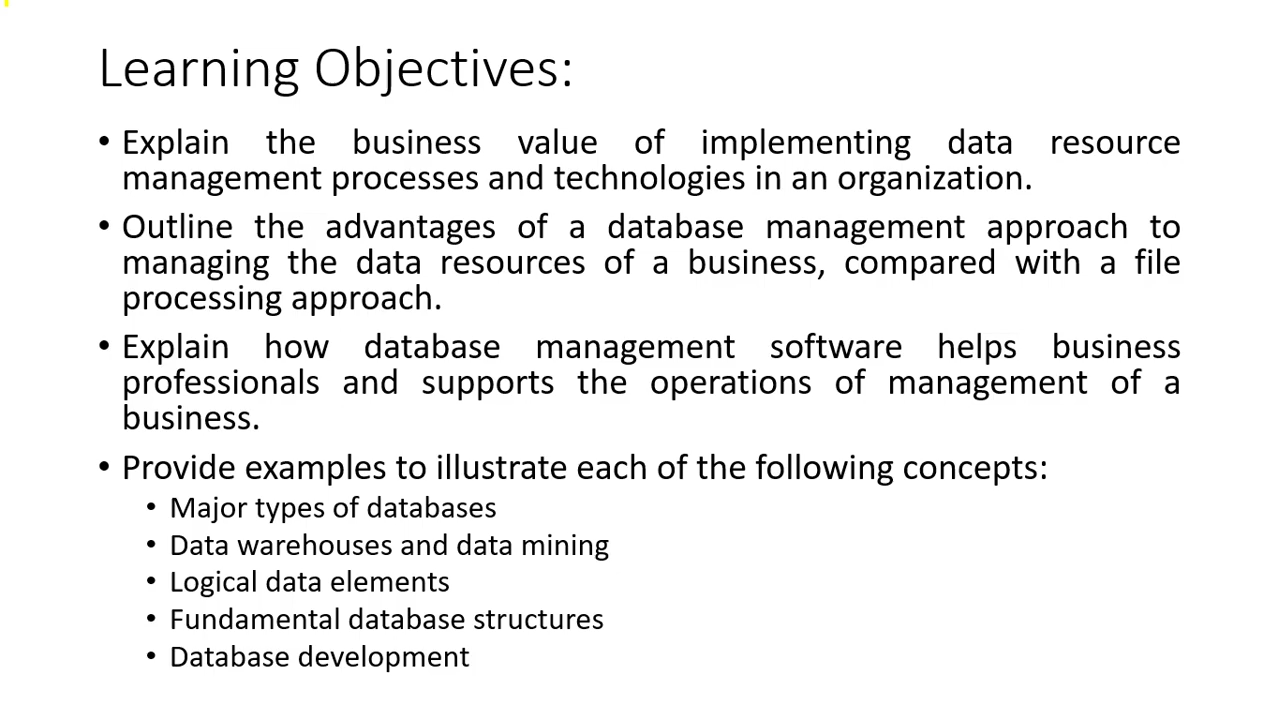 Learning Objectives:
• Explain the business value of implementing data resource
management processes and technologies in an organization.
• Outline the advantages of a database management approach to
managing the data resources of a business, compared with a file
processing approach.
• Explain how database management software helps business
professionals and supports the operations of management of a
business.
• Provide examples to illustrate each of the following concepts:
• Major types of databases
• Data warehouses and data mining
• Logical data elements
• Fundamental database structures
• Database development